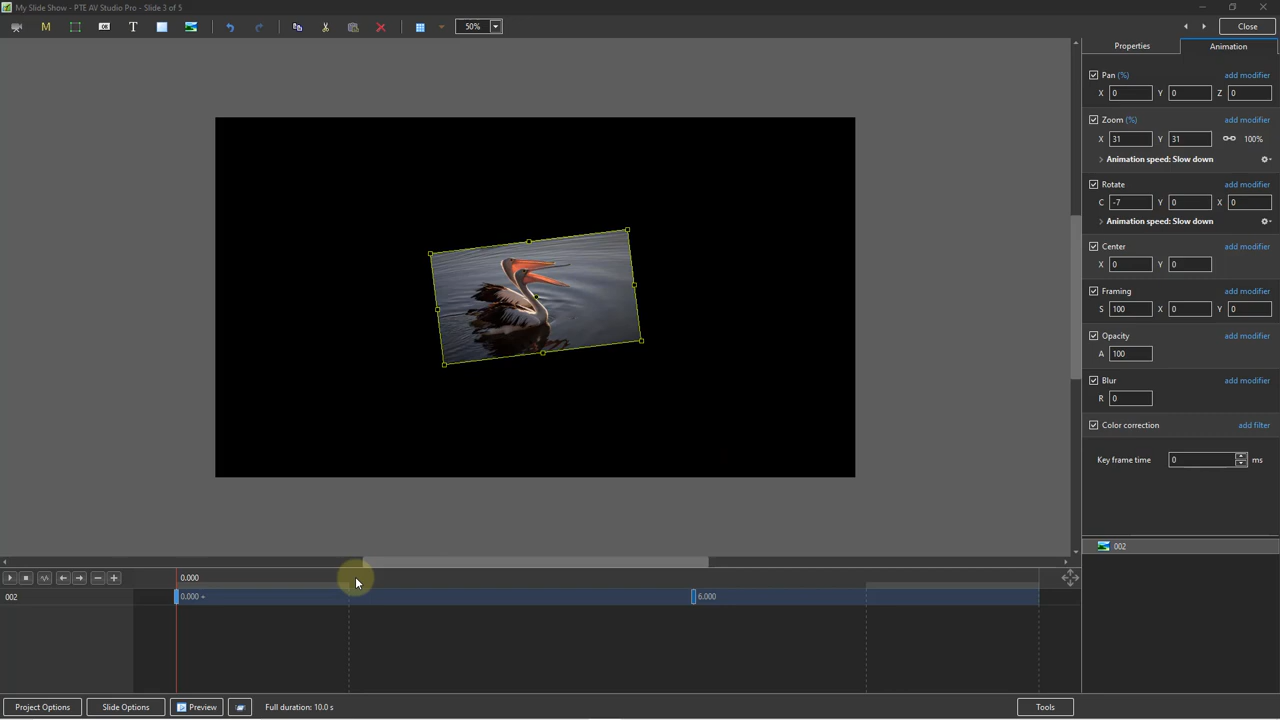 My Slide Show - PTE AV Studio Pro - Slide 3 of 5
M OK T 50% Close
Properties Animation
Pan (%) add modifier
X 0 Y 0 Z 0
Zoom (%) add modifier
X 31 Y 31 100%
Animation speed: Slow down
Rotate add modifier
C -7 Y 0 X 0
Animation speed: Slow down
Center add modifier
X 0 Y 0
Framing add modifier
S 100 X 0 Y 0
Opacity add modifier
A 100
Blur add modifier
R 0
Color correction add filter
Key frame time 0 ms
002
0.000
002 0.000 + 6.000
Project Options Slide Options Preview Full duration: 10.0 s Tools